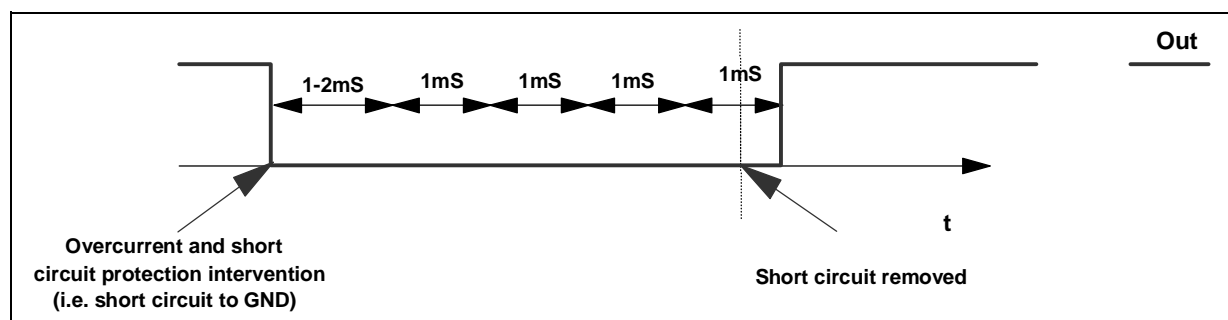 Out
1-2mS
1mS
1mS
1mS
1mS
t
Overcurrent and short
circuit protection intervention
(i.e. short circuit to GND)
Short circuit removed